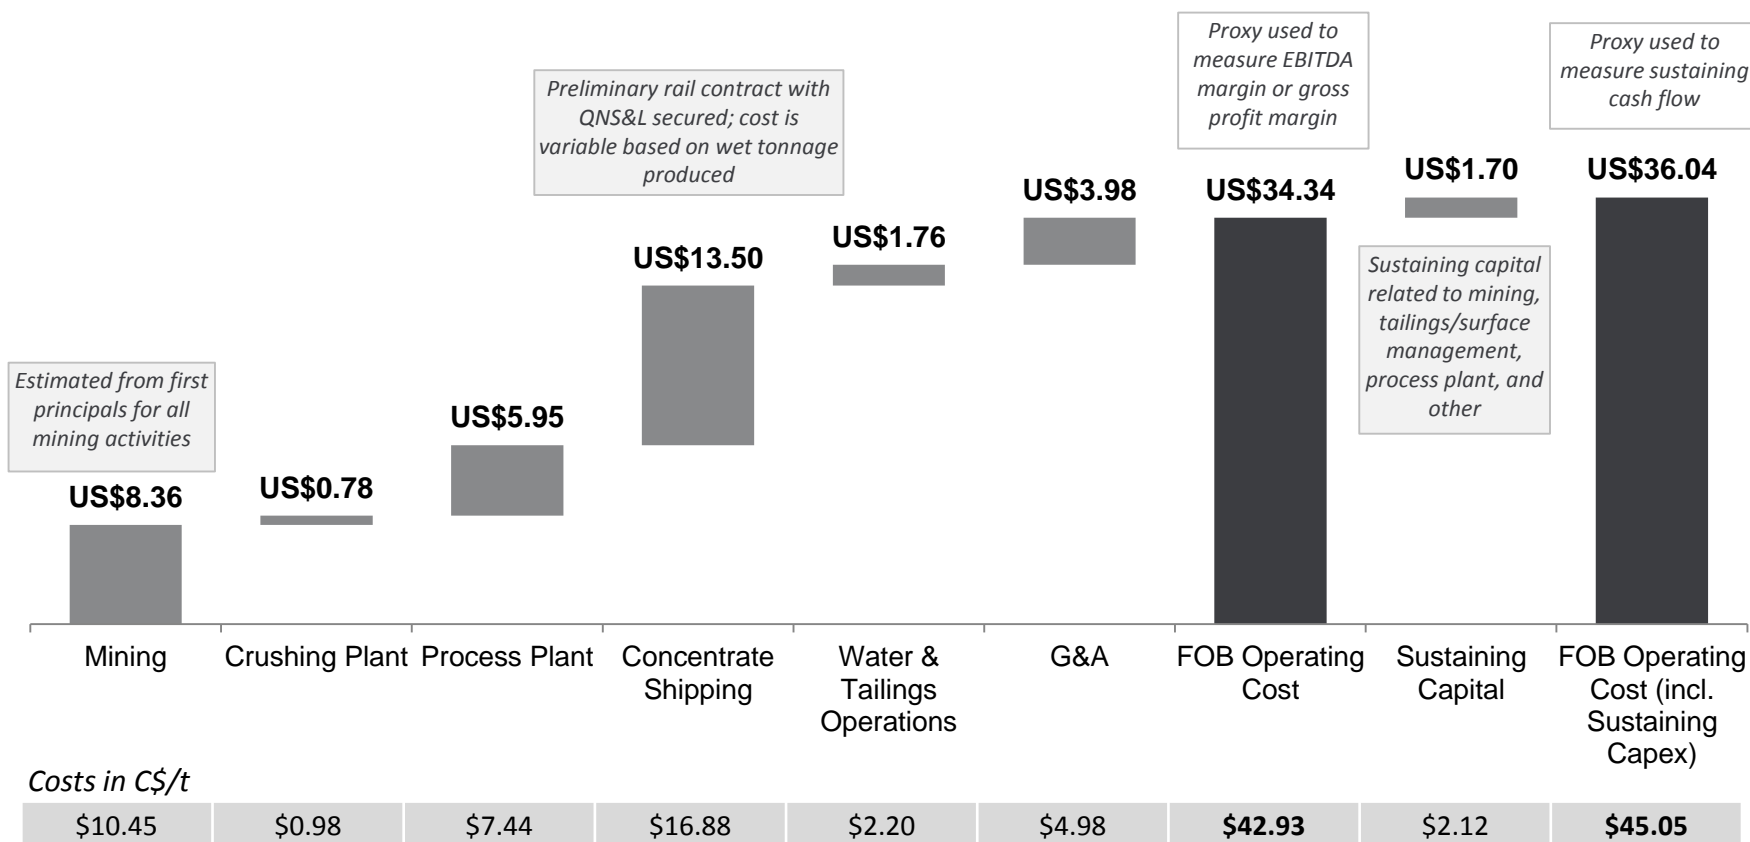 Proxy used to
measure EBITDA
margin or gross
profit margin
Proxy used to
measure sustaining
cash flow
Preliminary rail contract with
QNS&L secured; cost is
variable based on wet tonnage
produced
Estimated from first
principals for all
mining activities
Sustaining capital
related to mining,
tailings/surface
management,
process plant, and
other
US$8.36
US$0.78
US$5.95
US$13.50
US$1.76
US$3.98
US$34.34
US$1.70
US$36.04
Mining
Crushing Plant
Process Plant
Concentrate
Shipping
Water &
Tailings
Operations
G&A
FOB Operating
Cost
Sustaining
Capital
FOB Operating
Cost (incl.
Sustaining
Capex)
Costs in C$/t
$10.45 $0.98 $7.44 $16.88 $2.20 $4.98 $42.93 $2.12 $45.05